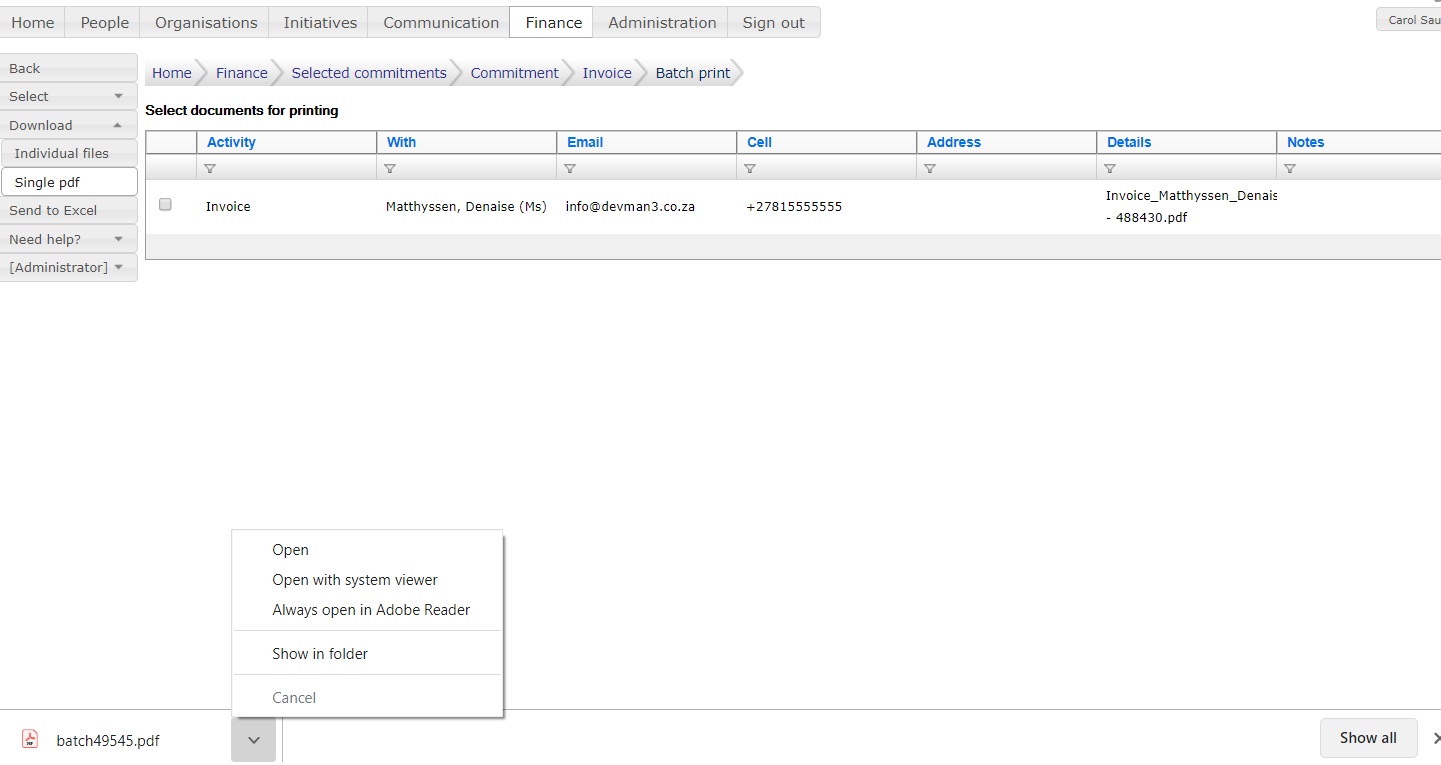 Home People Organisations Initiatives Communication Finance Administration Sign out
Carol Sau
Back
Select
Download
Individual files
Single pdf
Send to Excel
Need help?
[Administrator]
Home Finance Selected commitments Commitment Invoice Batch print
Select documents for printing
Activity With Email Cell Address Details Notes
Invoice Matthyssen, Denaise (Ms) info@devman3.co.za +27815555555 Invoice_Matthyssen_Denais
- 488430.pdf
Open
Open with system viewer
Always open in Adobe Reader
Show in folder
Cancel
batch49545.pdf
Show all